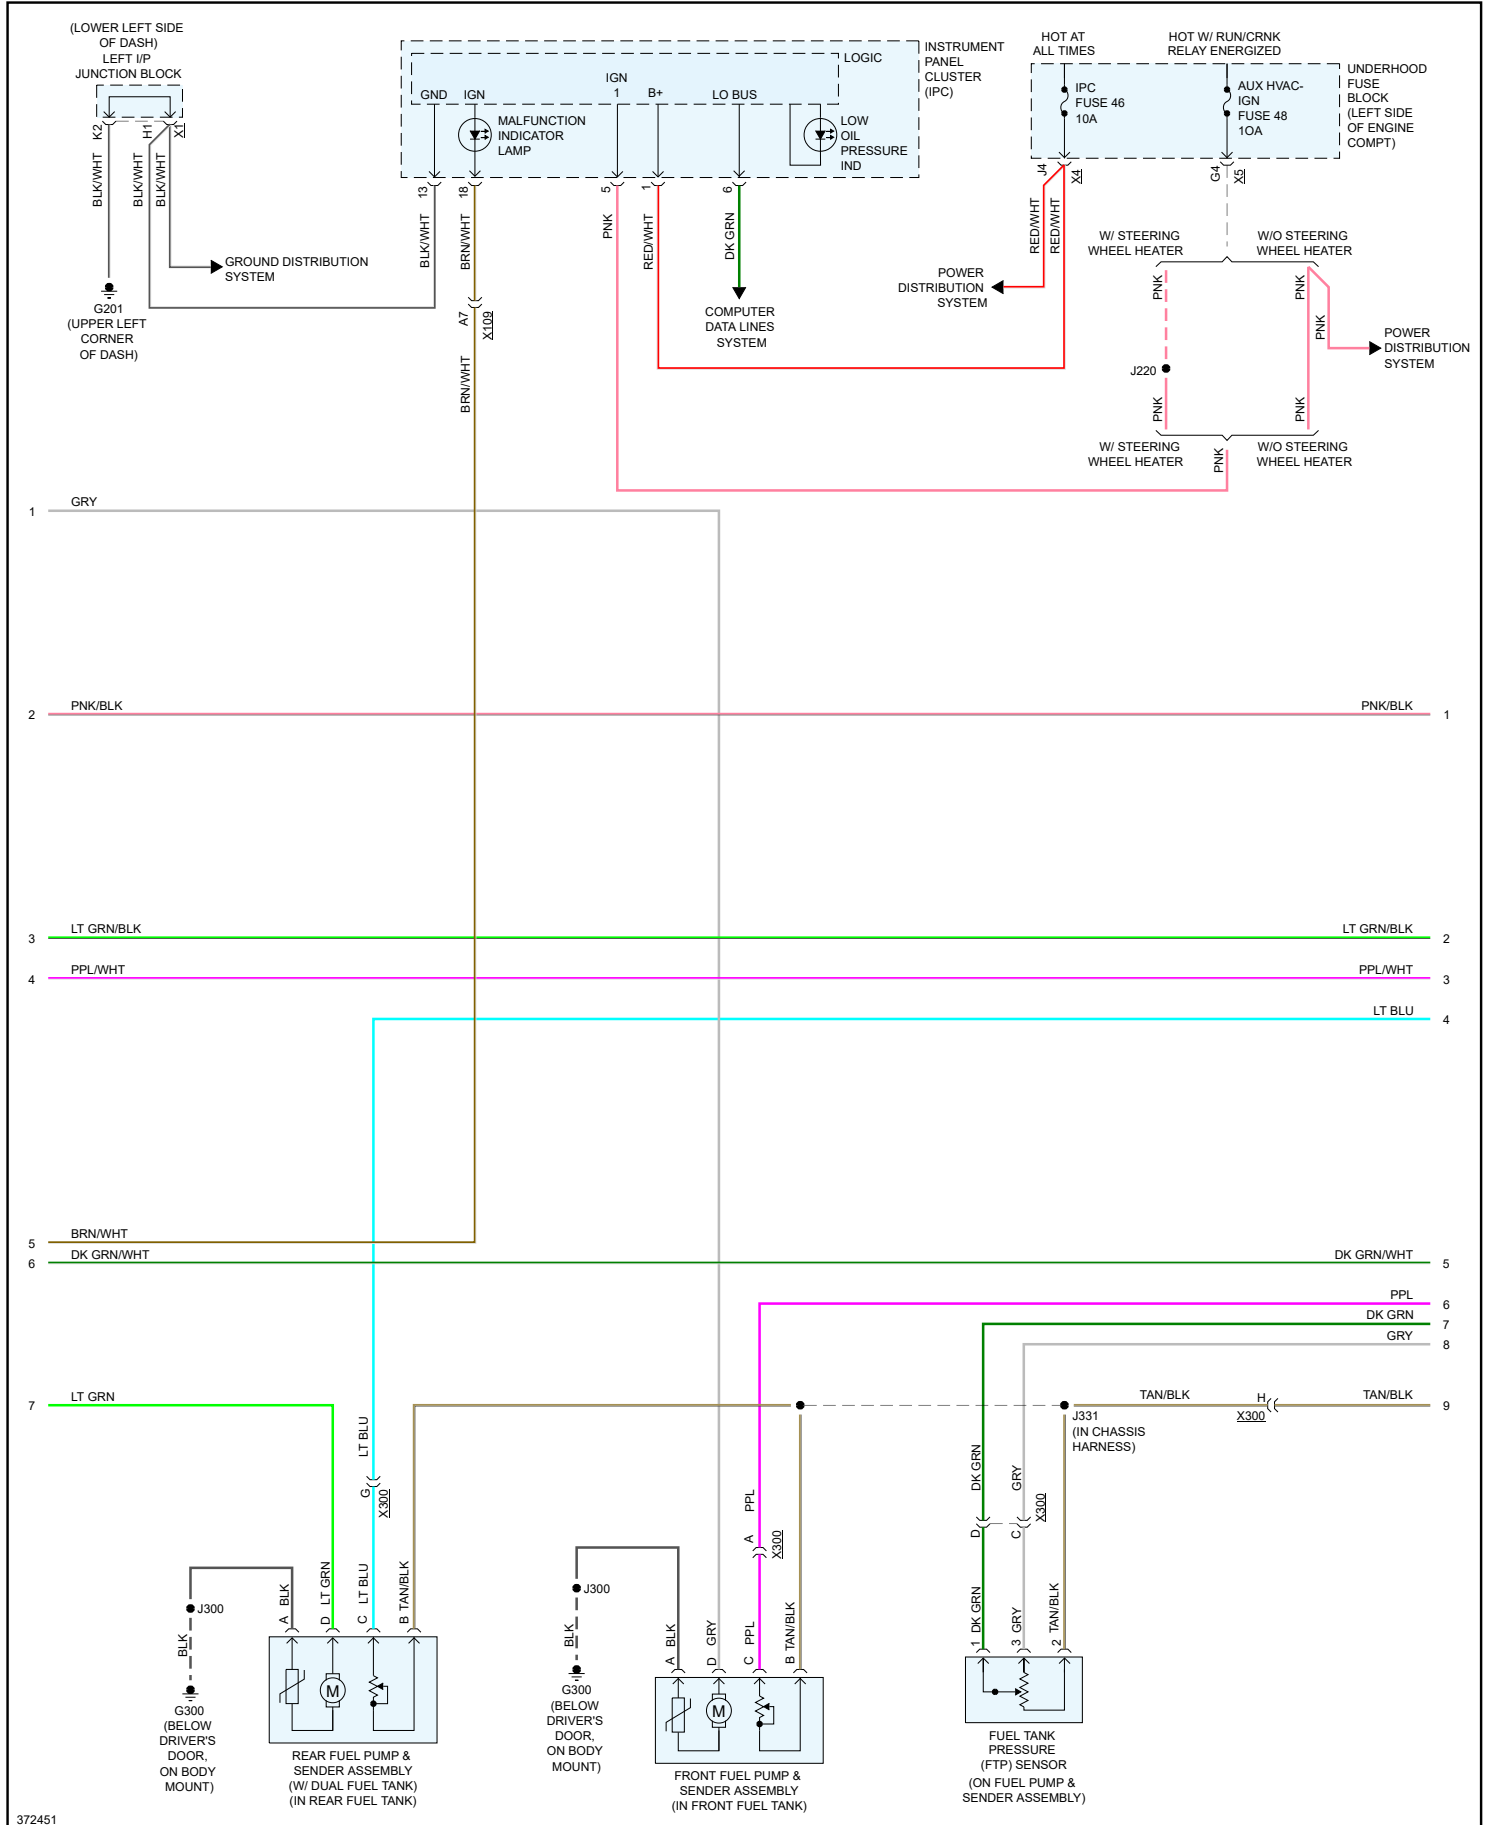 (LOWER LEFT SIDE
OF DASH)
LEFT I/P
JUNCTION BLOCK
K2
H1
X1
BLK/WHT
BLK/WHT
BLK/WHT
GROUND DISTRIBUTION
SYSTEM
G201
(UPPER LEFT
CORNER
OF DASH)
INSTRUMENT
PANEL
CLUSTER
(IPC)
LOGIC
GND
IGN
IGN
1
B+
LO BUS
MALFUNCTION
INDICATOR
LAMP
LOW
OIL
PRESSURE
IND
13
18
5
1
6
BLK/WHT
BRN/WHT
PNK
RED/WHT
DK GRN
A7
X109
BRN/WHT
COMPUTER
DATA LINES
SYSTEM
HOT AT
ALL TIMES
HOT W/ RUN/CRNK
RELAY ENERGIZED
IPC
FUSE 46
10A
AUX HVAC-
IGN
FUSE 48
1OA
UNDERHOOD
FUSE
BLOCK
(LEFT SIDE
OF ENGINE
COMPT)
J4
X4
G4
X5
RED/WHT
RED/WHT
POWER
DISTRIBUTION
SYSTEM
W/ STEERING
WHEEL HEATER
W/O STEERING
WHEEL HEATER
PNK
PNK
PNK
POWER
DISTRIBUTION
SYSTEM
J220
PNK
PNK
W/ STEERING
WHEEL HEATER
W/O STEERING
WHEEL HEATER
PNK
1
GRY
2
PNK/BLK
PNK/BLK
1
3
LT GRN/BLK
LT GRN/BLK
2
4
PPL/WHT
PPL/WHT
3
LT BLU
4
5
BRN/WHT
6
DK GRN/WHT
DK GRN/WHT
5
PPL
6
DK GRN
7
GRY
8
7
LT GRN
TAN/BLK
H
X300
TAN/BLK
9
J331
(IN CHASSIS
HARNESS)
LT BLU
G
X300
PPL
A
X300
DK GRN
GRY
X300
D
C
J300
BLK
G300
(BELOW
DRIVER'S
DOOR,
ON BODY
MOUNT)
A BLK
D LT GRN
C LT BLU
B TAN/BLK
M
REAR FUEL PUMP &
SENDER ASSEMBLY
(W/ DUAL FUEL TANK)
(IN REAR FUEL TANK)
J300
BLK
G300
(BELOW
DRIVER'S
DOOR,
ON BODY
MOUNT)
A BLK
D GRY
C PPL
B TAN/BLK
M
FRONT FUEL PUMP &
SENDER ASSEMBLY
(IN FRONT FUEL TANK)
1 DK GRN
3 GRY
2 TAN/BLK
FUEL TANK
PRESSURE
(FTP) SENSOR
(ON FUEL PUMP &
SENDER ASSEMBLY)
372451